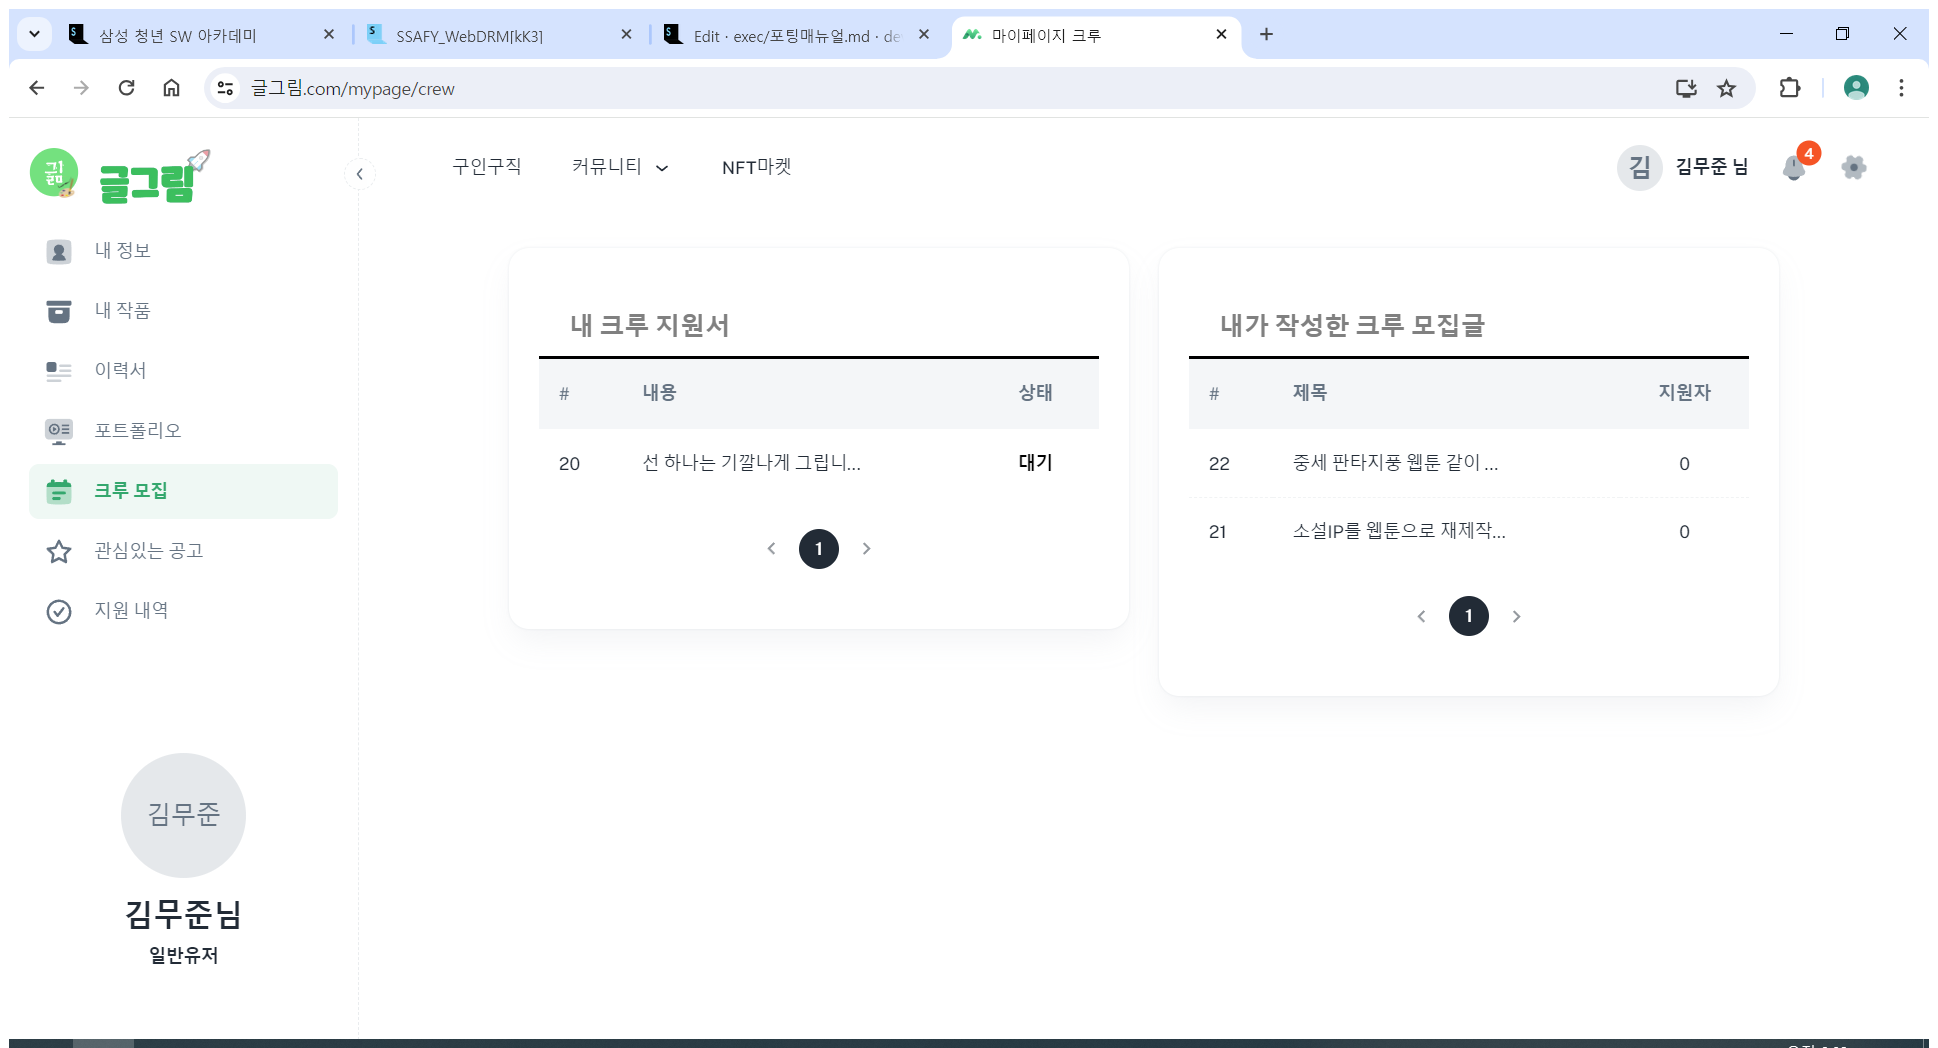 삼성 청년 SW 아카데미
SSAFY_WebDRM[kK3]
Edit · exec/포팅매뉴얼.md · de
마이페이지 크루
글그림.com/mypage/crew
글그림
구인구직
커뮤니티
NFT마켓
김
김무준 님
4
내 정보
내 작품
이력서
포트폴리오
크루 모집
관심있는 공고
지원 내역
김무준
김무준님
일반유저
내 크루 지원서
# 내용 상태
20 선 하나는 기깔나게 그립니... 대기
1
내가 작성한 크루 모집글
# 제목 지원자
22 중세 판타지풍 웹툰 같이 ... 0
21 소설IP를 웹툰으로 재제작... 0
1